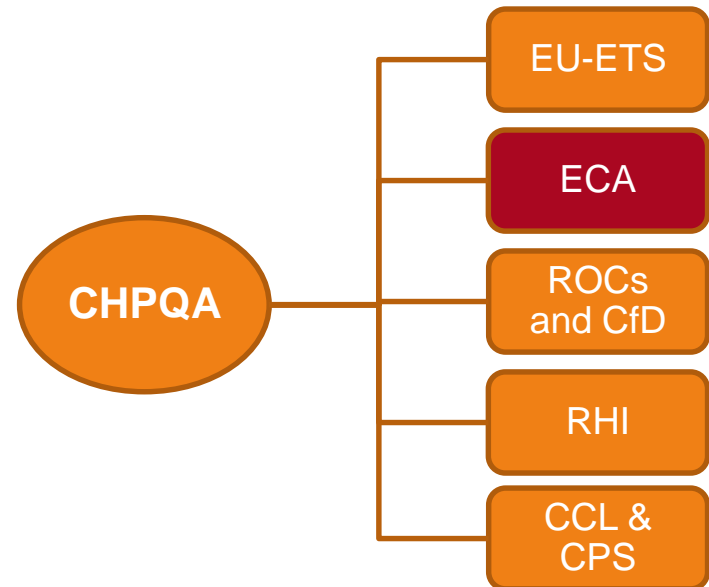 CHPQA
EU-ETS
ECA
ROCs
and CfD
RHI
CCL &
CPS